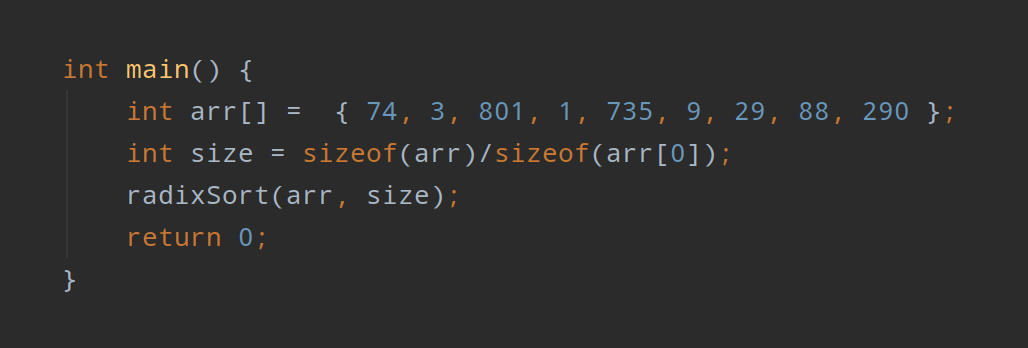 int main() {
    int arr[] =  { 74, 3, 801, 1, 735, 9, 29, 88, 290 };
    int size = sizeof(arr)/sizeof(arr[0]);
    radixSort(arr, size);
    return 0;
}